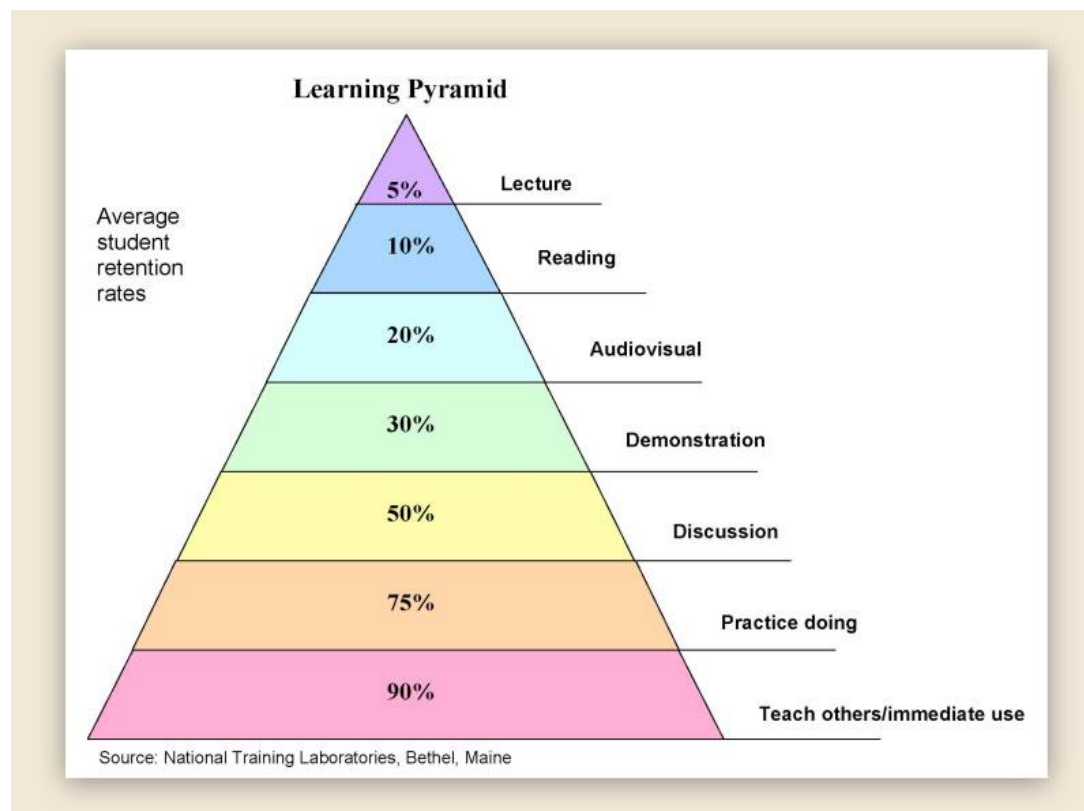 Learning Pyramid
Average
student
retention
rates
5%
Lecture
10%
Reading
20%
Audiovisual
30%
Demonstration
50%
Discussion
75%
Practice doing
90%
Teach others/immediate use
Source: National Training Laboratories, Bethel, Maine